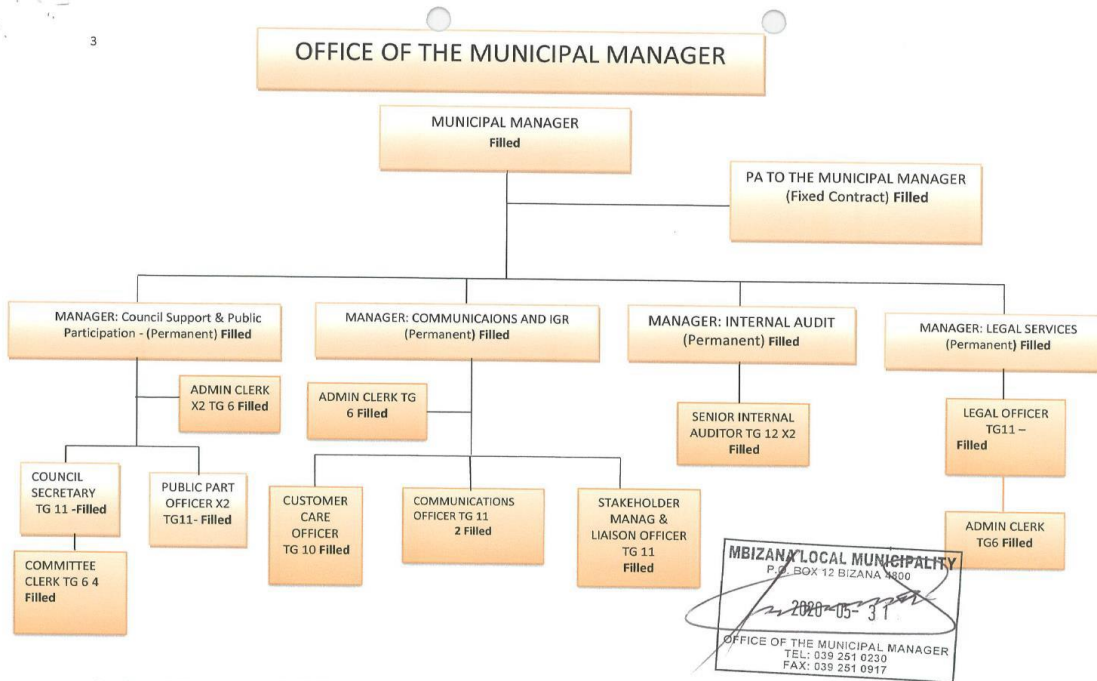 3
OFFICE OF THE MUNICIPAL MANAGER
MUNICIPAL MANAGER
Filled
PA TO THE MUNICIPAL MANAGER
(Fixed Contract) Filled
MANAGER: Council Support & Public
Participation - (Permanent) Filled
MANAGER: COMMUNICAIONS AND IGR
(Permanent) Filled
MANAGER: INTERNAL AUDIT
(Permanent) Filled
MANAGER: LEGAL SERVICES
(Permanent) Filled
ADMIN CLERK
X2 TG 6 Filled
ADMIN CLERK TG
6 Filled
SENIOR INTERNAL
AUDITOR TG 12 X2
Filled
LEGAL OFFICER
TG11 –
Filled
COUNCIL
SECRETARY
TG 11 -Filled
PUBLIC PART
OFFICER X2
TG11- Filled
CUSTOMER
CARE
OFFICER
TG 10 Filled
COMMUNICATIONS
OFFICER TG 11
2 Filled
STAKEHOLDER
MANAG &
LIAISON OFFICER
TG 11
Filled
ADMIN CLERK
TG6 Filled
COMMITTEE
CLERK TG 6 4
Filled
MBIZANA LOCAL MUNICIPALITY
P.O. BOX 12 BIZANA 4800
2020 -05- 31
OFFICE OF THE MUNICIPAL MANAGER
TEL: 039 251 0230
FAX: 039 251 0917